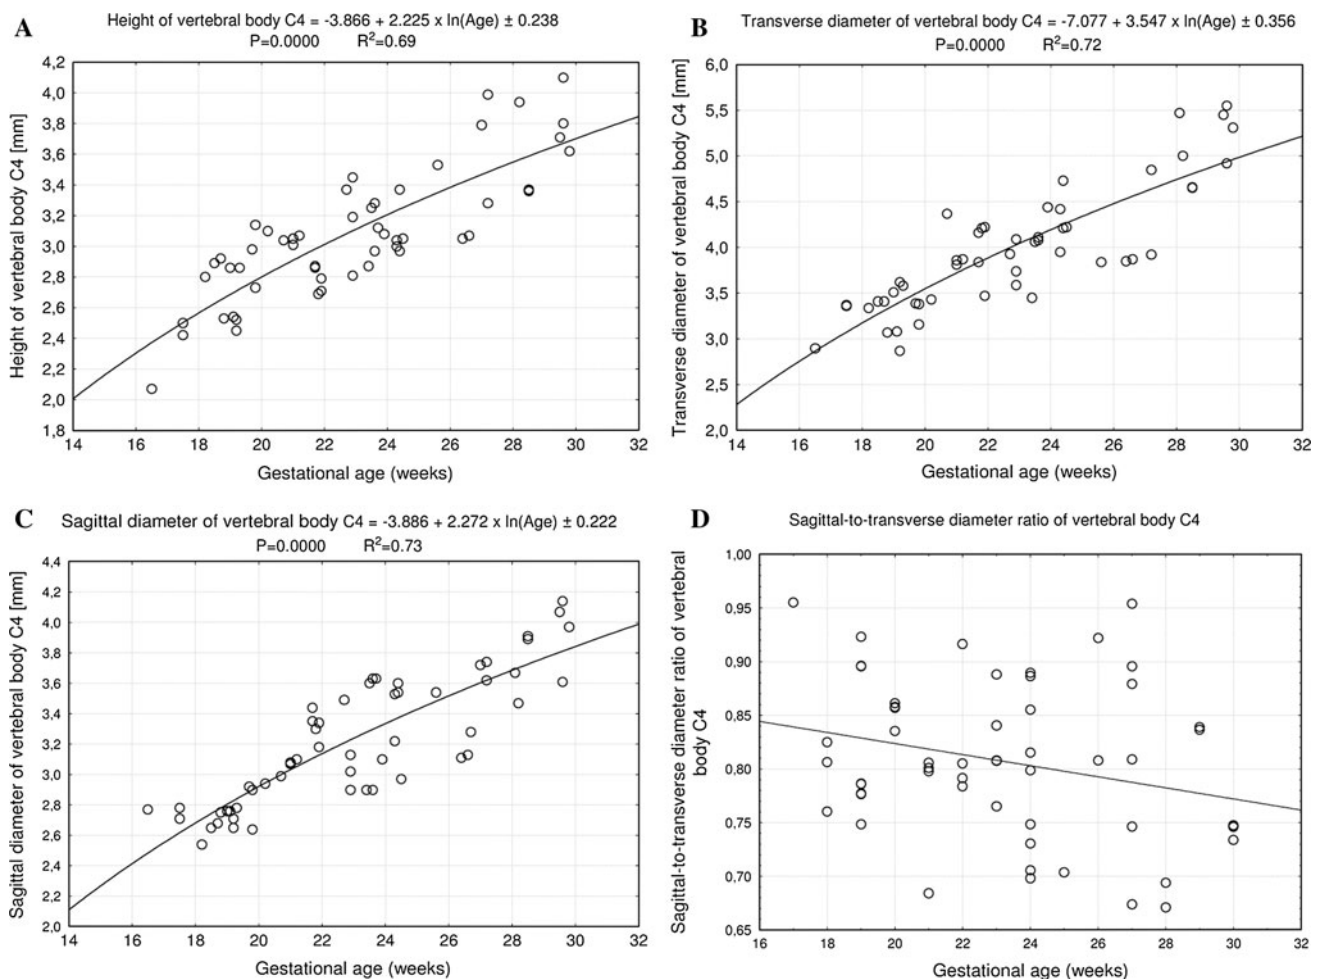 A
Height of vertebral body C4 = -3.866 + 2.225 x ln(Age) ± 0.238
P=0.0000 R²=0.69
Height of vertebral body C4 [mm]
4,2
4,0
3,8
3,6
3,4
3,2
3,0
2,8
2,6
2,4
2,2
2,0
1,8
14 16 18 20 22 24 26 28 30 32
Gestational age (weeks)
B
Transverse diameter of vertebral body C4 = -7.077 + 3.547 x ln(Age) ± 0.356
P=0.0000 R²=0.72
Transverse diameter of vertebral body C4 [mm]
6,0
5,5
5,0
4,5
4,0
3,5
3,0
2,5
2,0
14 16 18 20 22 24 26 28 30 32
Gestational age (weeks)
C
Sagittal diameter of vertebral body C4 = -3.886 + 2.272 x ln(Age) ± 0.222
P=0.0000 R²=0.73
Sagittal diameter of vertebral body C4 [mm]
4,4
4,2
4,0
3,8
3,6
3,4
3,2
3,0
2,8
2,6
2,4
2,2
2,0
14 16 18 20 22 24 26 28 30 32
Gestational age (weeks)
D
Sagittal-to-transverse diameter ratio of vertebral body C4
Sagittal-to-transverse diameter ratio of vertebral
body C4
1,00
0,95
0,90
0,85
0,80
0,75
0,70
0,65
16 18 20 22 24 26 28 30 32
Gestational age (weeks)